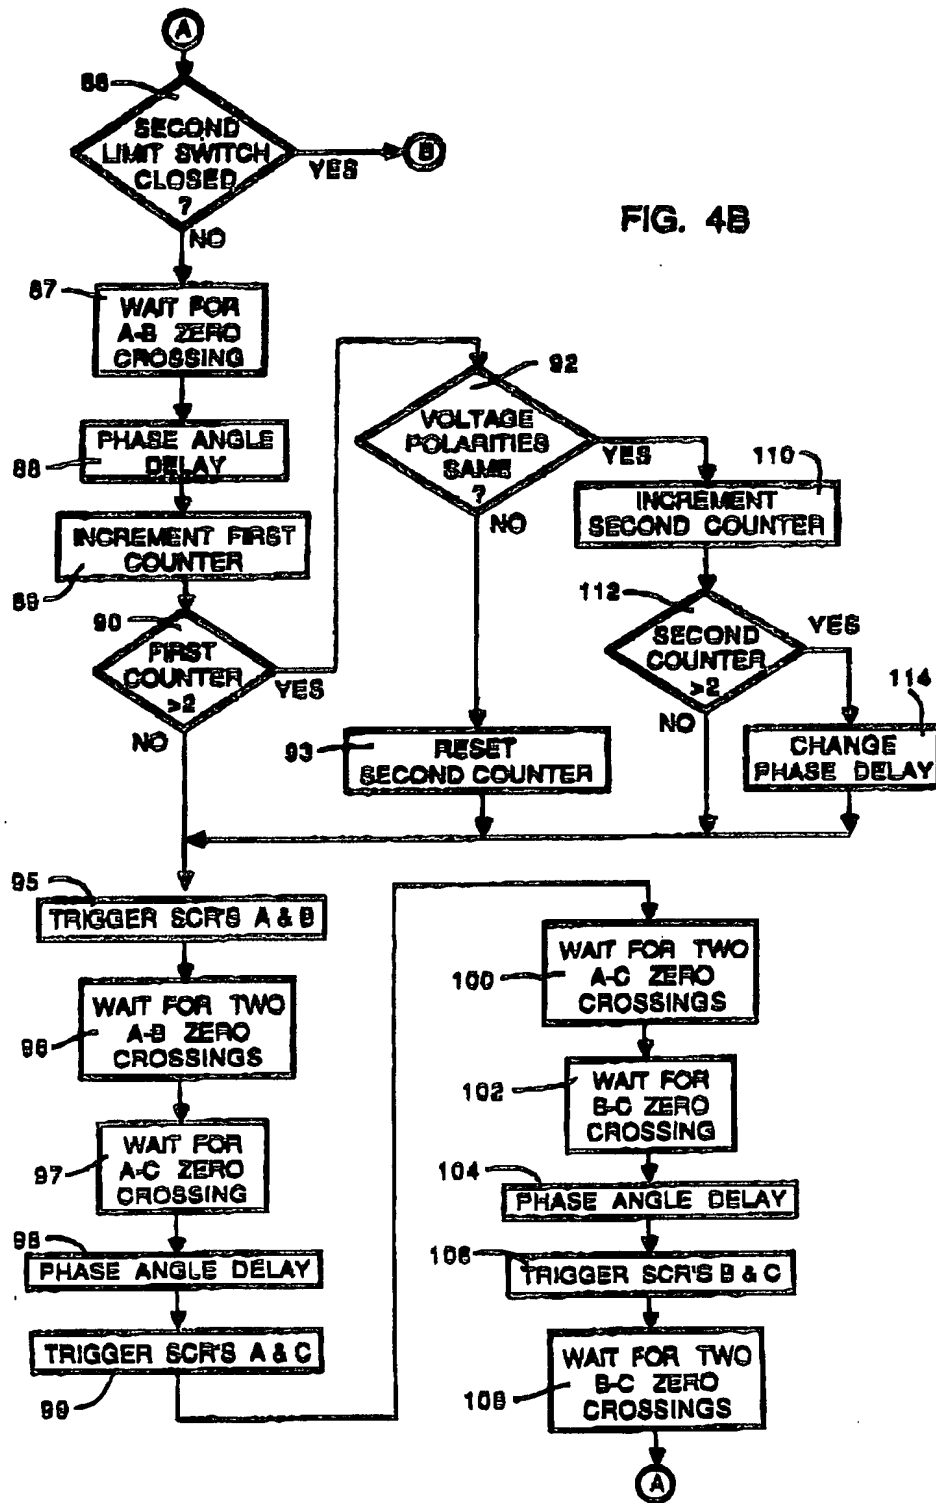 A
86
SECOND
LIMIT SWITCH
CLOSED
?
YES
B
NO
FIG. 4B
87
WAIT FOR
A-B ZERO
CROSSING
88
PHASE ANGLE
DELAY
INCREMENT FIRST
COUNTER
89
90
FIRST
COUNTER
>2
YES
NO
92
VOLTAGE
POLARITIES
SAME
?
YES
NO
110
INCREMENT
SECOND COUNTER
112
SECOND
COUNTER
>2
YES
NO
114
CHANGE
PHASE DELAY
93
RESET
SECOND COUNTER
95
TRIGGER SCR'S A & B
WAIT FOR TWO
A-B ZERO
CROSSINGS
96
97
WAIT FOR
A-C ZERO
CROSSING
98
PHASE ANGLE DELAY
TRIGGER SCR'S A & C
99
100
WAIT FOR TWO
A-C ZERO
CROSSINGS
102
WAIT FOR
B-C ZERO
CROSSING
104
PHASE ANGLE DELAY
106
TRIGGER SCR'S B & C
108
WAIT FOR TWO
B-C ZERO
CROSSINGS
A